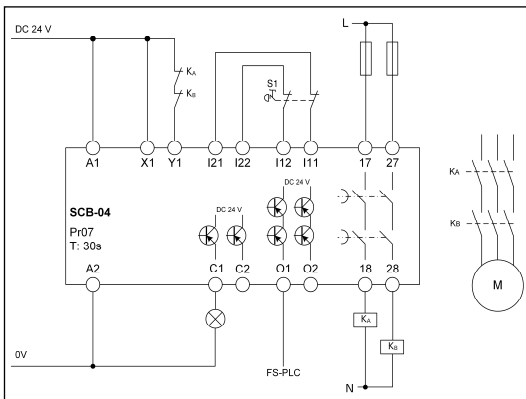 DC 24 V
L
KA
KB
S1
A1 X1 Y1 I21 I22 I12 I11 17 27
DC 24 V
DC 24 V
SCB-04
Pr07
T: 30s
A2 C1 C2 O1 O2 18 28
KA
KB
M
KA
KB
0V
FS-PLC
N